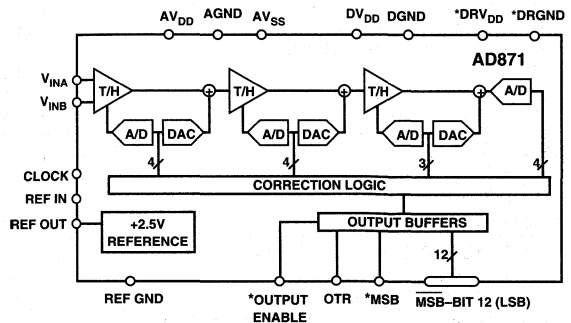 AVDD AGND AVSS DVDD DGND *DRVDD *DRGND
AD871
VINA
VINB
T/H + T/H + T/H + A/D
A/D DAC A/D DAC A/D DAC
4 4 3 4
CLOCK
CORRECTION LOGIC
REF IN
REF OUT
+2.5V
REFERENCE
OUTPUT BUFFERS
12
REF GND
*OUTPUT
ENABLE
OTR
*MSB
M̅S̅B̅–BIT 12 (LSB)